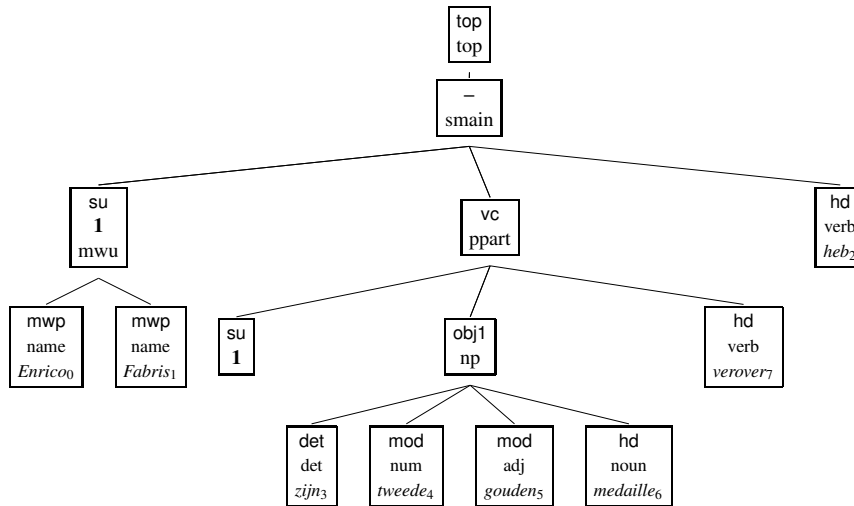 top
top
–
smain
su
1
mwu
vc
ppart
hd
verb
heb2
mwp
name
Enrico0
mwp
name
Fabris1
su
1
obj1
np
hd
verb
verover7
det
det
zijn3
mod
num
tweede4
mod
adj
gouden5
hd
noun
medaille6